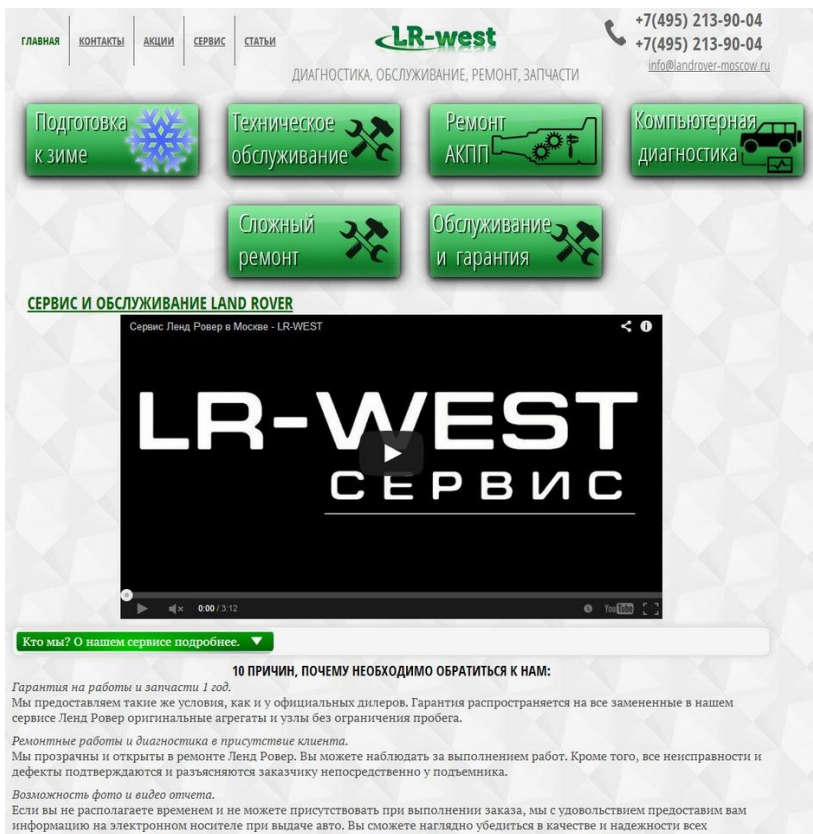 ГЛАВНАЯ
КОНТАКТЫ
АКЦИИ
СЕРВИС
СТАТЬИ
LR-west
ДИАГНОСТИКА, ОБСЛУЖИВАНИЕ, РЕМОНТ, ЗАПЧАСТИ
+7(495) 213-90-04
+7(495) 213-90-04
info@landrover-moscow.ru
Подготовка
к зиме
Техническое
обслуживание
Ремонт
АКПП
Компьютерная
диагностика
Сложный
ремонт
Обслуживание
и гарантия
СЕРВИС И ОБСЛУЖИВАНИЕ LAND ROVER
Сервис Ленд Ровер в Москве - LR-WEST
LR-WEST
СЕРВИС
0:00 / 3:12
YouTube
Кто мы? О нашем сервисе подробнее.
10 ПРИЧИН, ПОЧЕМУ НЕОБХОДИМО ОБРАТИТЬСЯ К НАМ:
Гарантия на работы и запчасти 1 год.
Мы предоставляем такие же условия, как и у официальных дилеров. Гарантия распространяется на все замененные в нашем
сервисе Ленд Ровер оригинальные агрегаты и узлы без ограничения пробега.
Ремонтные работы и диагностика в присутствие клиента.
Мы прозрачны и открыты в ремонте Ленд Ровер. Вы можете наблюдать за выполнением работ. Кроме того, все неисправности и
дефекты подтверждаются и разъясняются заказчику непосредственно у подъемника.
Возможность фото и видео отчета.
Если вы не располагаете временем и не можете присутствовать при выполнении заказа, мы с удовольствием предоставим вам
информацию на электронном носителе при выдаче авто. Вы сможете наглядно убедиться в качестве и надежности всех